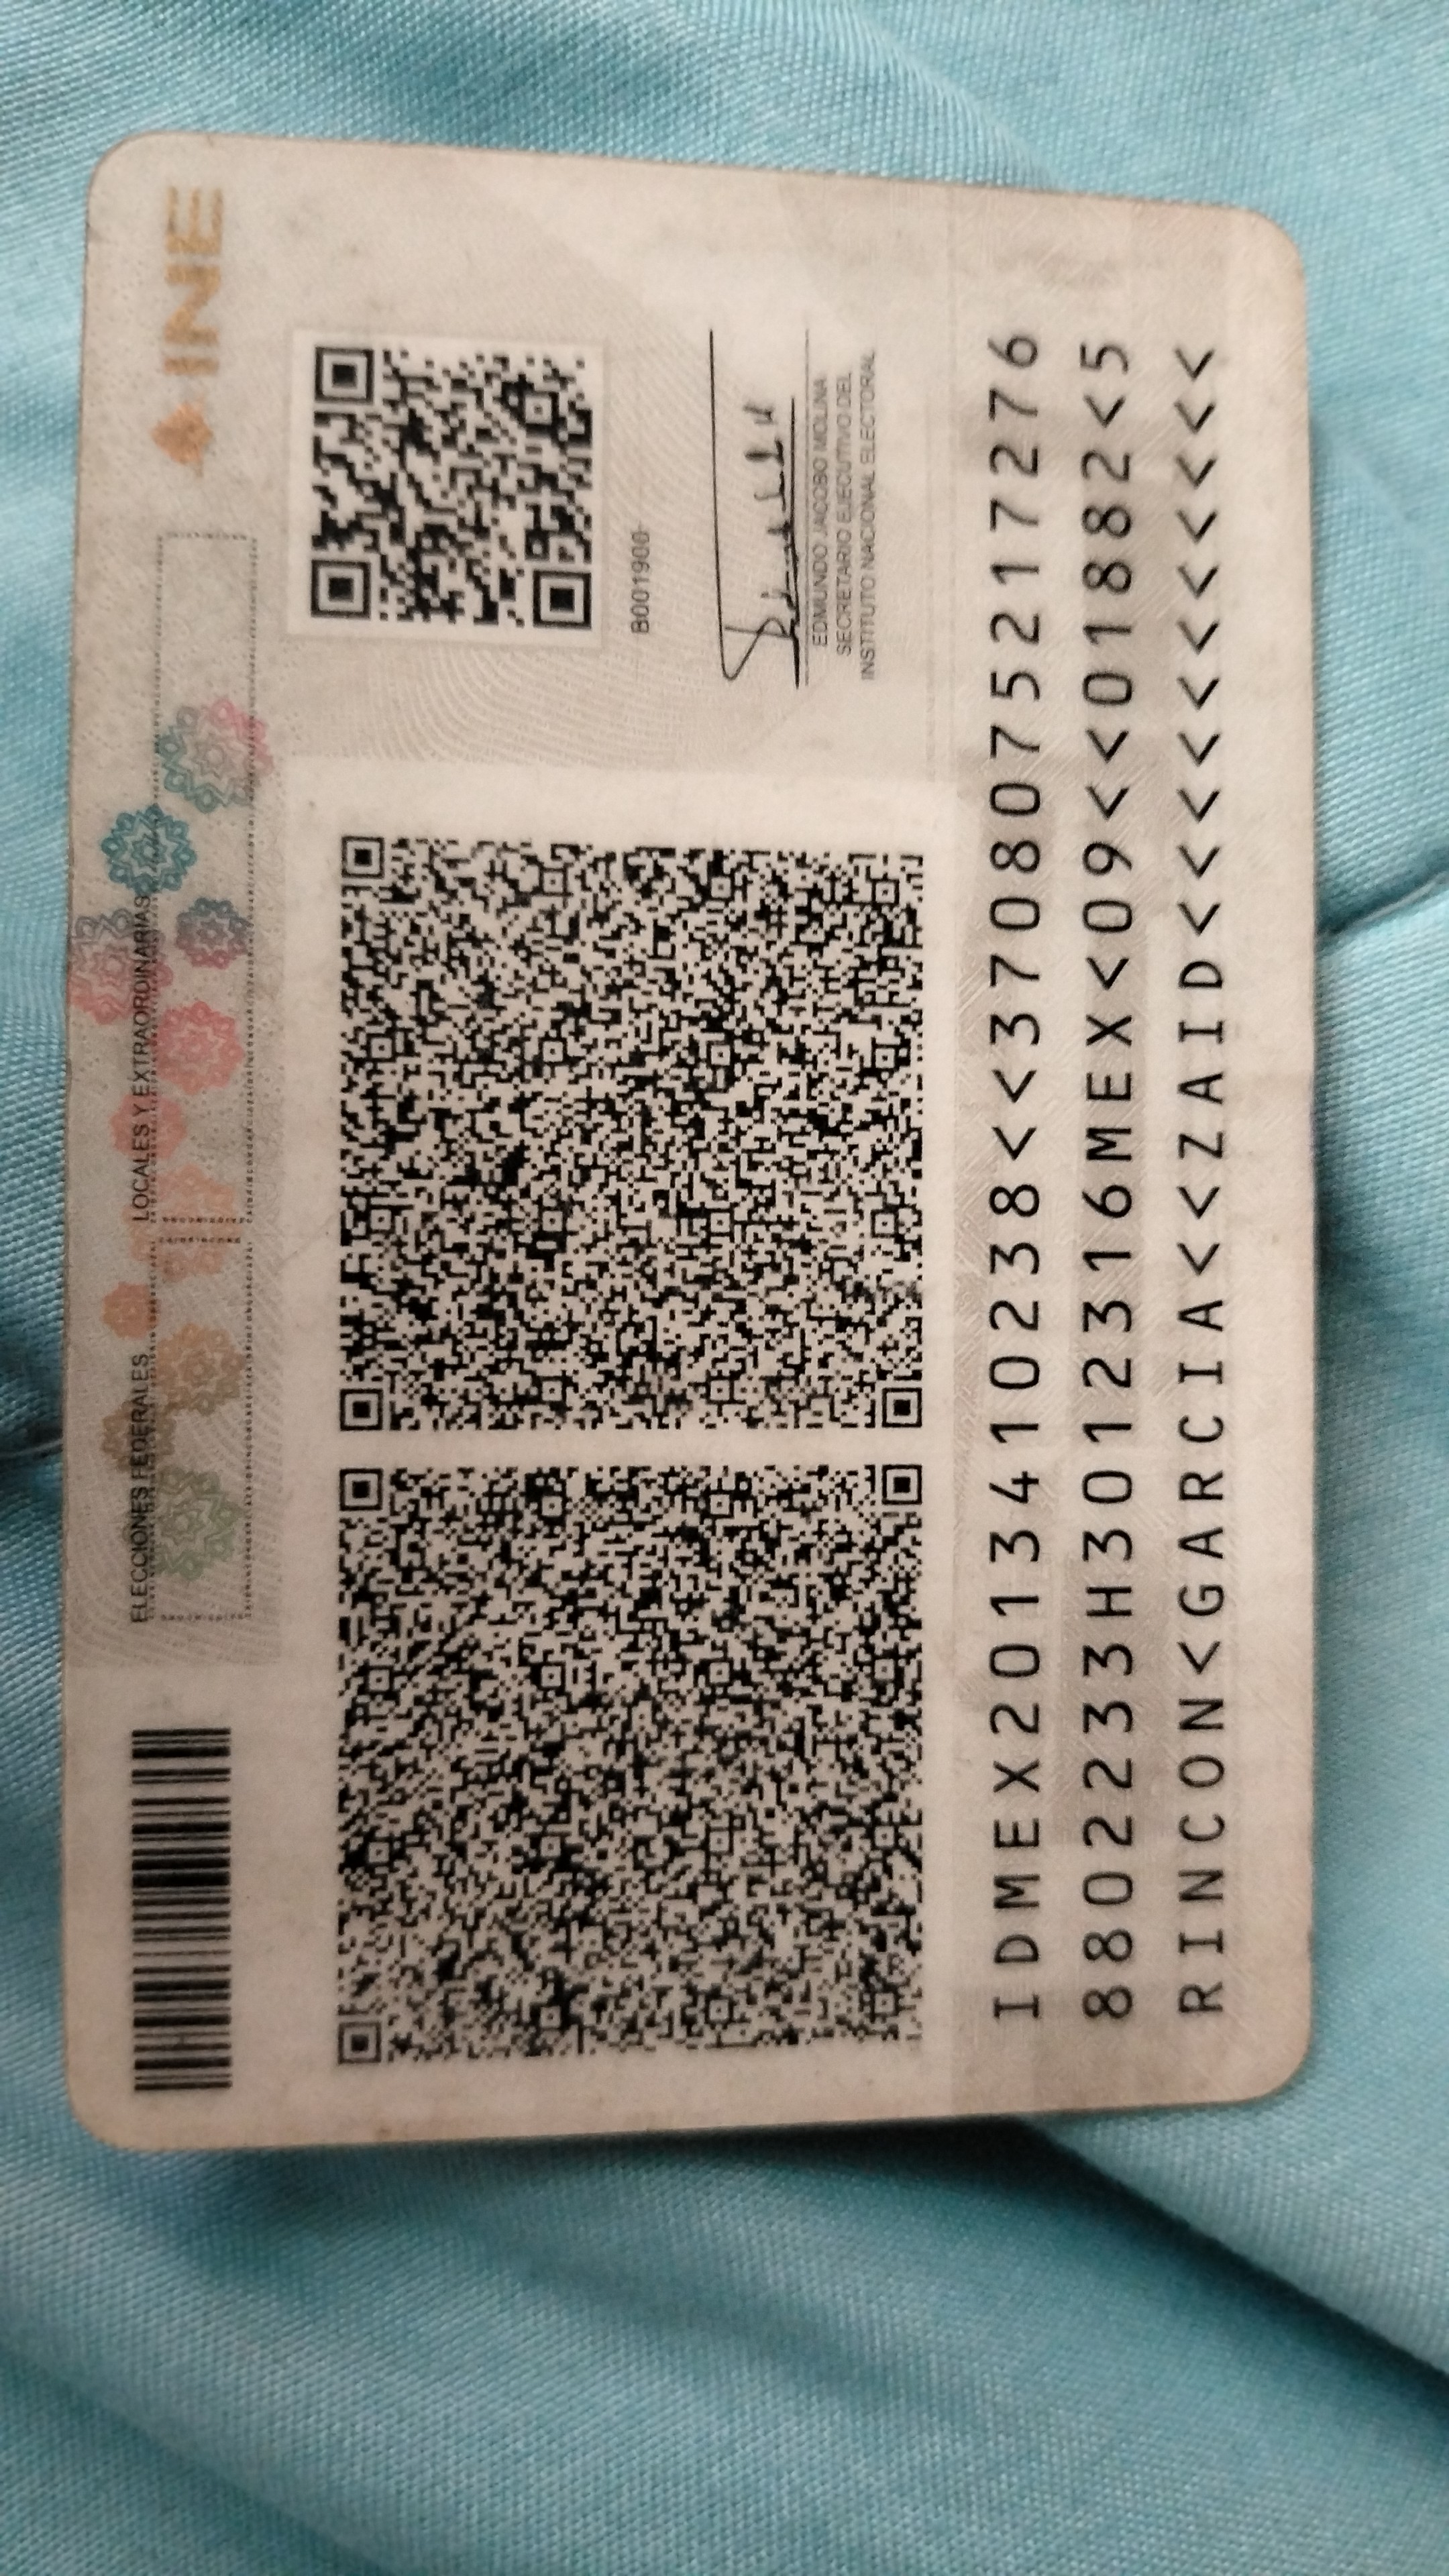 INE
ELECCIONES FEDERALES LOCALES Y EXTRAORDINARIAS
B001900
EDMUNDO JACOBO MOLINA
SECRETARIO EJECUTIVO DEL
INSTITUTO NACIONAL ELECTORAL
IDMEX2013410238<<3708075217276
8802233H3012316MEX<09<<01882<5
RINCON<GARCIA<<ZAID<<<<<<<<<<<